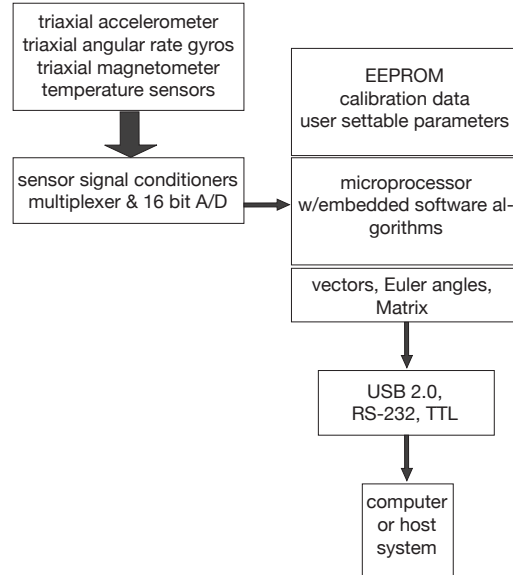 triaxial accelerometer
triaxial angular rate gyros
triaxial magnetometer
temperature sensors
sensor signal conditioners
multiplexer & 16 bit A/D
EEPROM
calibration data
user settable parameters
microprocessor
w/embedded software al-
gorithms
vectors, Euler angles,
Matrix
USB 2.0,
RS-232, TTL
computer
or host
system